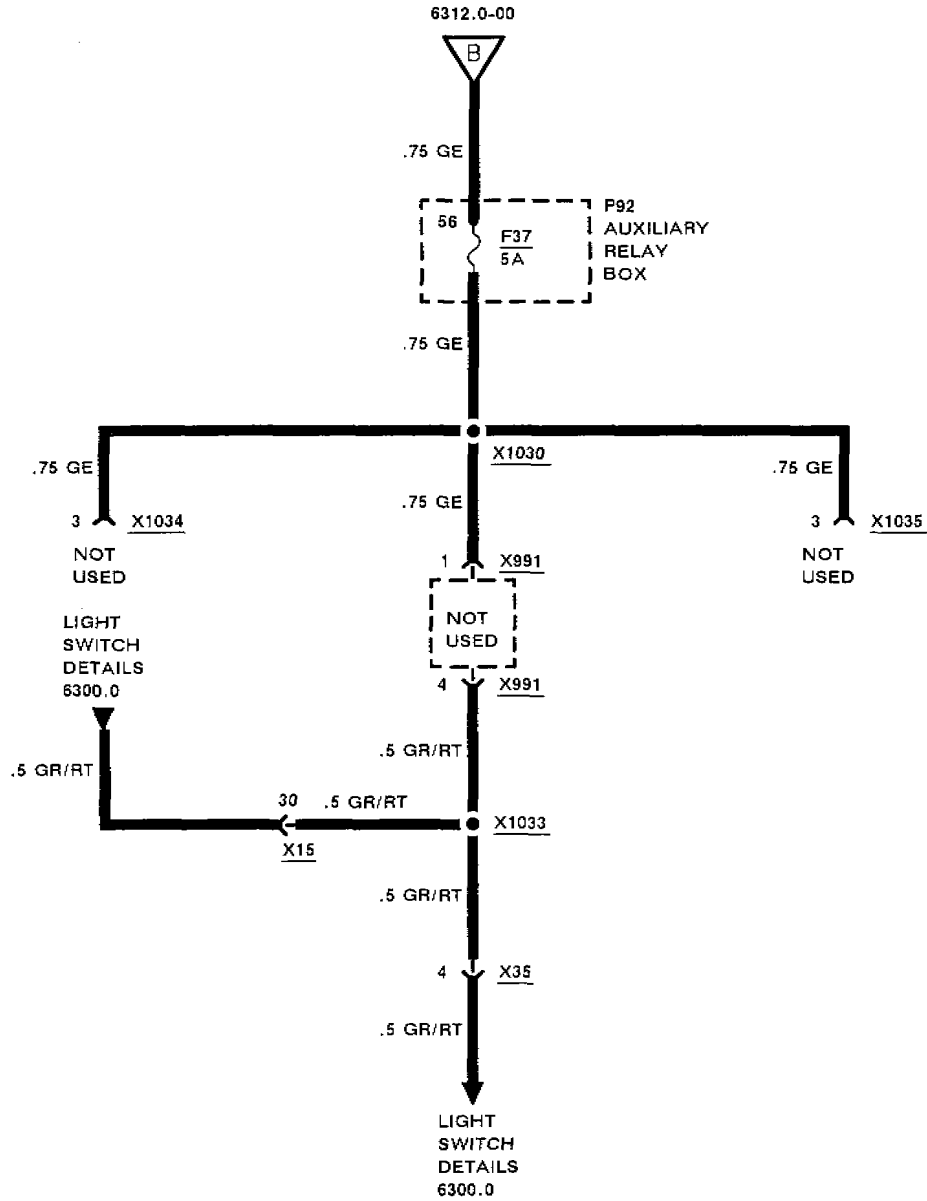 6312.0-00
B
.75 GE
56
F37
5A
P92
AUXILIARY
RELAY
BOX
.75 GE
X1030
.75 GE
.75 GE
.75 GE
3
X1034
3
X1035
NOT
USED
NOT
USED
1
X991
NOT
USED
LIGHT
SWITCH
DETAILS
6300.0
4
X991
.5 GR/RT
.5 GR/RT
30
.5 GR/RT
X15
X1033
.5 GR/RT
4
X35
.5 GR/RT
LIGHT
SWITCH
DETAILS
6300.0